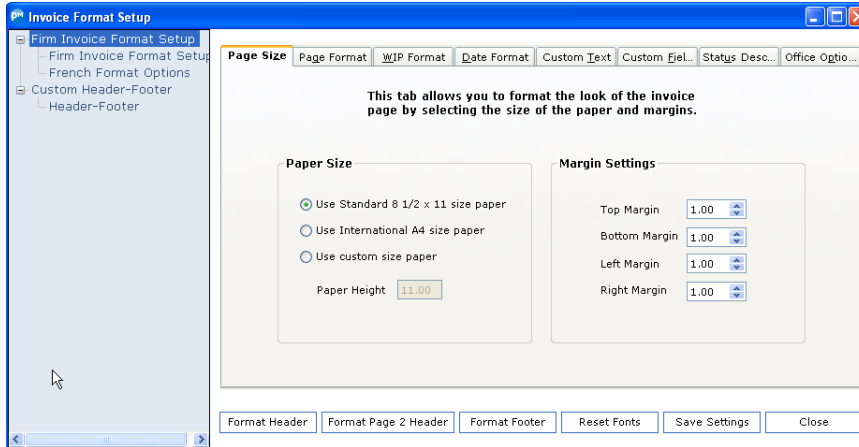 Invoice Format Setup
Firm Invoice Format Setup
Firm Invoice Format Setup
French Format Options
Custom Header-Footer
Header-Footer
Page Size Page Format WIP Format Date Format Custom Text Custom Fiel... Status Desc... Office Optio...
This tab allows you to format the look of the invoice
page by selecting the size of the paper and margins.
Paper Size
Use Standard 8 1/2 x 11 size paper
Use International A4 size paper
Use custom size paper
Paper Height 11.00
Margin Settings
Top Margin 1.00
Bottom Margin 1.00
Left Margin 1.00
Right Margin 1.00
Format Header Format Page 2 Header Format Footer Reset Fonts Save Settings Close